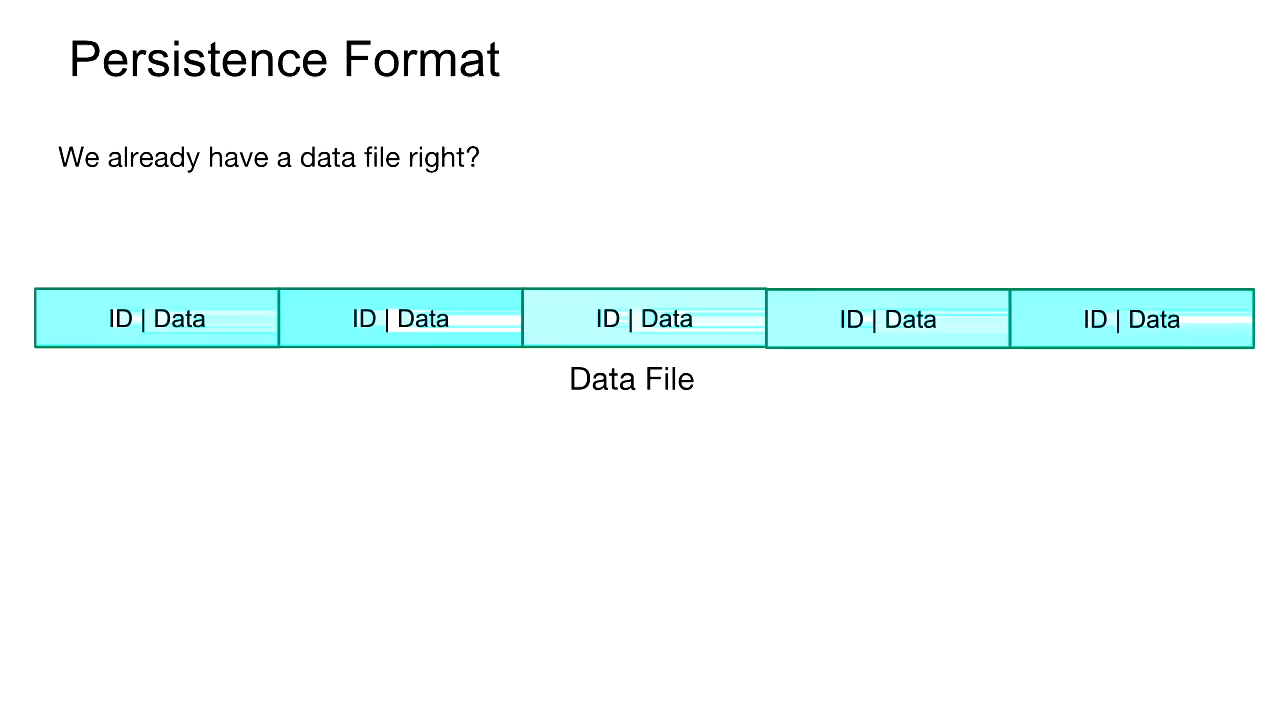 Persistence Format
We already have a data file right?
ID | Data ID | Data ID | Data ID | Data ID | Data
Data File